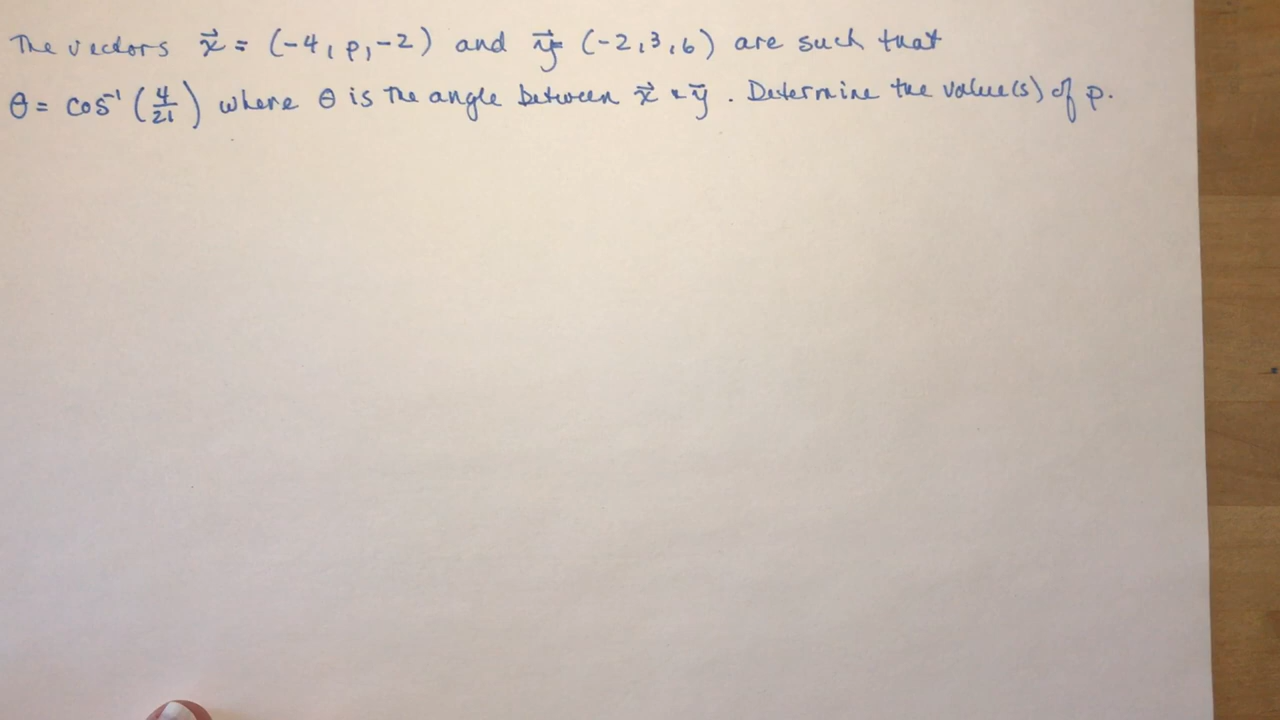 The vectors x⃗ = (-4, p, -2) and y⃗ = (-2, 3, 6) are such that
θ = cos⁻¹ (4/21) where θ is the angle between x⃗ & y⃗. Determine the value(s) of p.